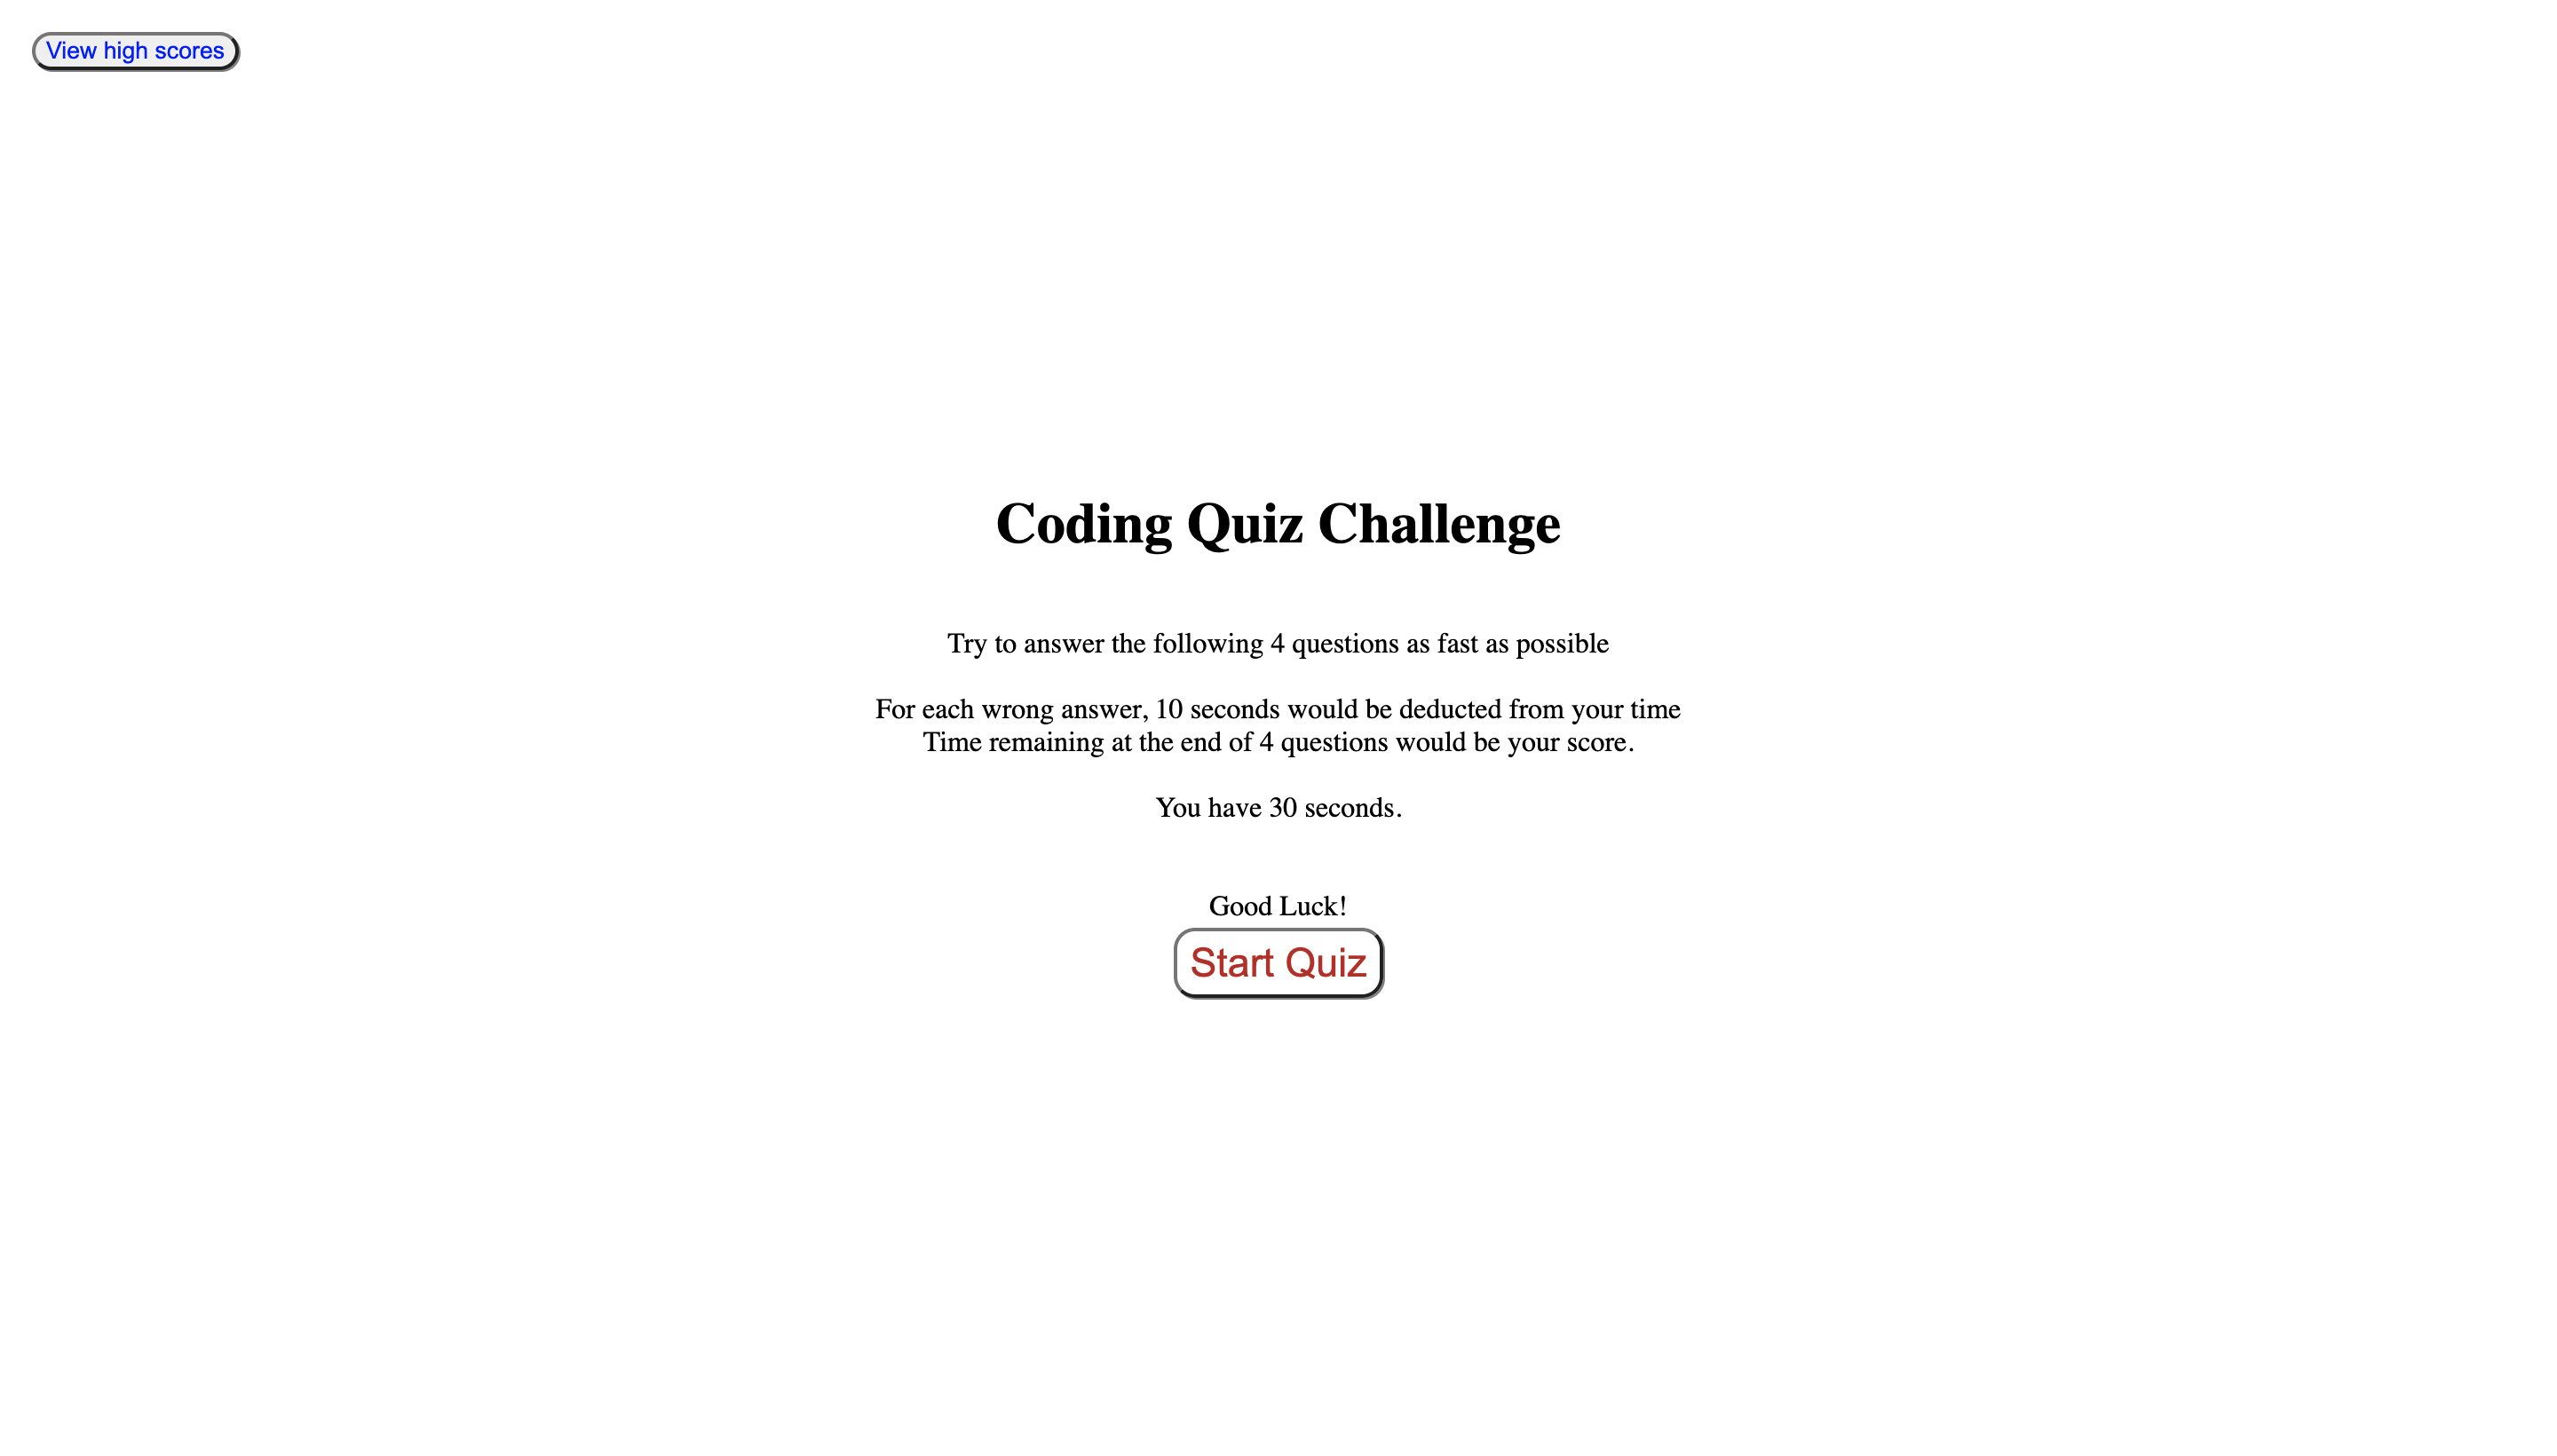 View high scores
Coding Quiz Challenge
Try to answer the following 4 questions as fast as possible
For each wrong answer, 10 seconds would be deducted from your time
Time remaining at the end of 4 questions would be your score.
You have 30 seconds.
Good Luck!
Start Quiz